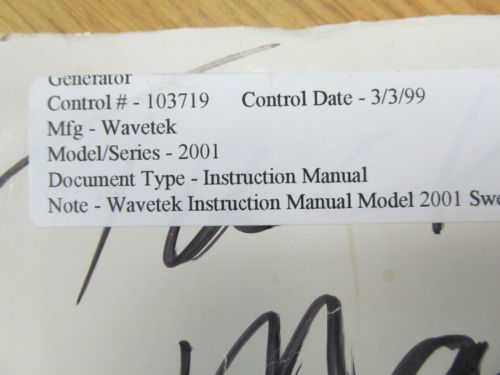 Generator
Control # - 103719 Control Date - 3/3/99
Mfg - Wavetek
Model/Series - 2001
Document Type - Instruction Manual
Note - Wavetek Instruction Manual Model 2001 Swe